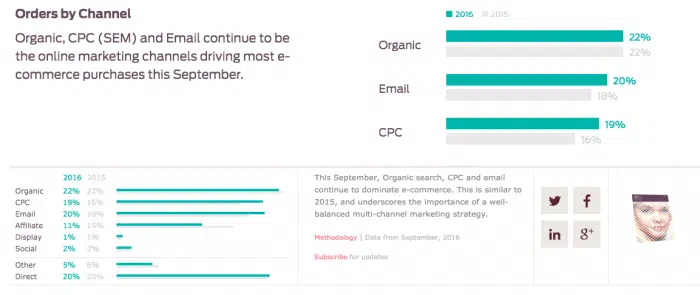 Orders by Channel
Organic, CPC (SEM) and Email continue to be
the online marketing channels driving most e-
commerce purchases this September.
2016 2015
Organic 22%
22%
Email 20%
18%
CPC 19%
16%
2016 2015
Organic 22% 22%
CPC 19% 16%
Email 20% 18%
Affiliate 11% 15%
Display 1% 1%
Social 2% 2%
Other 5% 6%
Direct 20% 20%
This September, Organic search, CPC and email
continue to dominate e-commerce. This is similar to
2015, and underscores the importance of a well-
balanced multi-channel marketing strategy.
Methodology | Data from September, 2016
Subscribe for updates
f
in g+